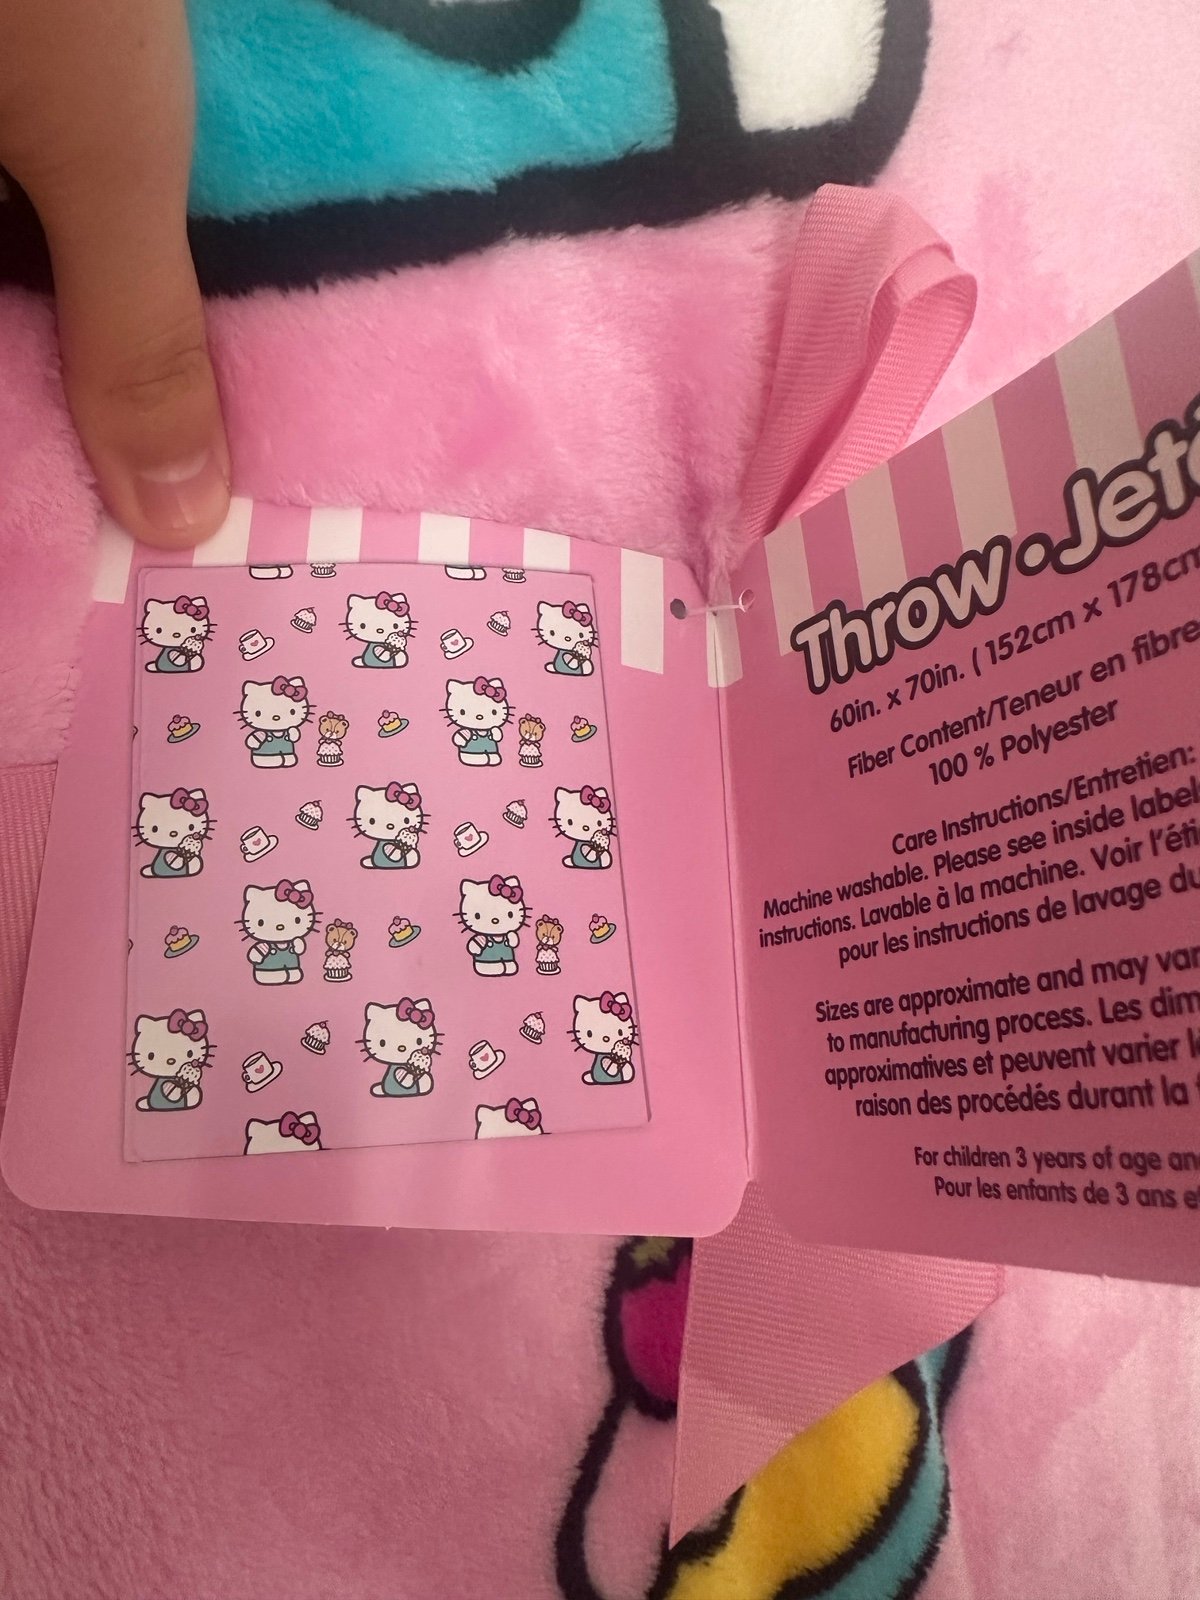 Throw • Jeté
60in. x 70in. ( 152cm x 178cm
Fiber Content/Teneur en fibre
100 % Polyester
Care Instructions/Entretien:
Machine washable. Please see inside label
instructions. Lavable à la machine. Voir l'éti
pour les instructions de lavage du
Sizes are approximate and may var
to manufacturing process. Les dim
approximatives et peuvent varier
raison des procédés durant la
For children 3 years of age an
Pour les enfants de 3 ans e